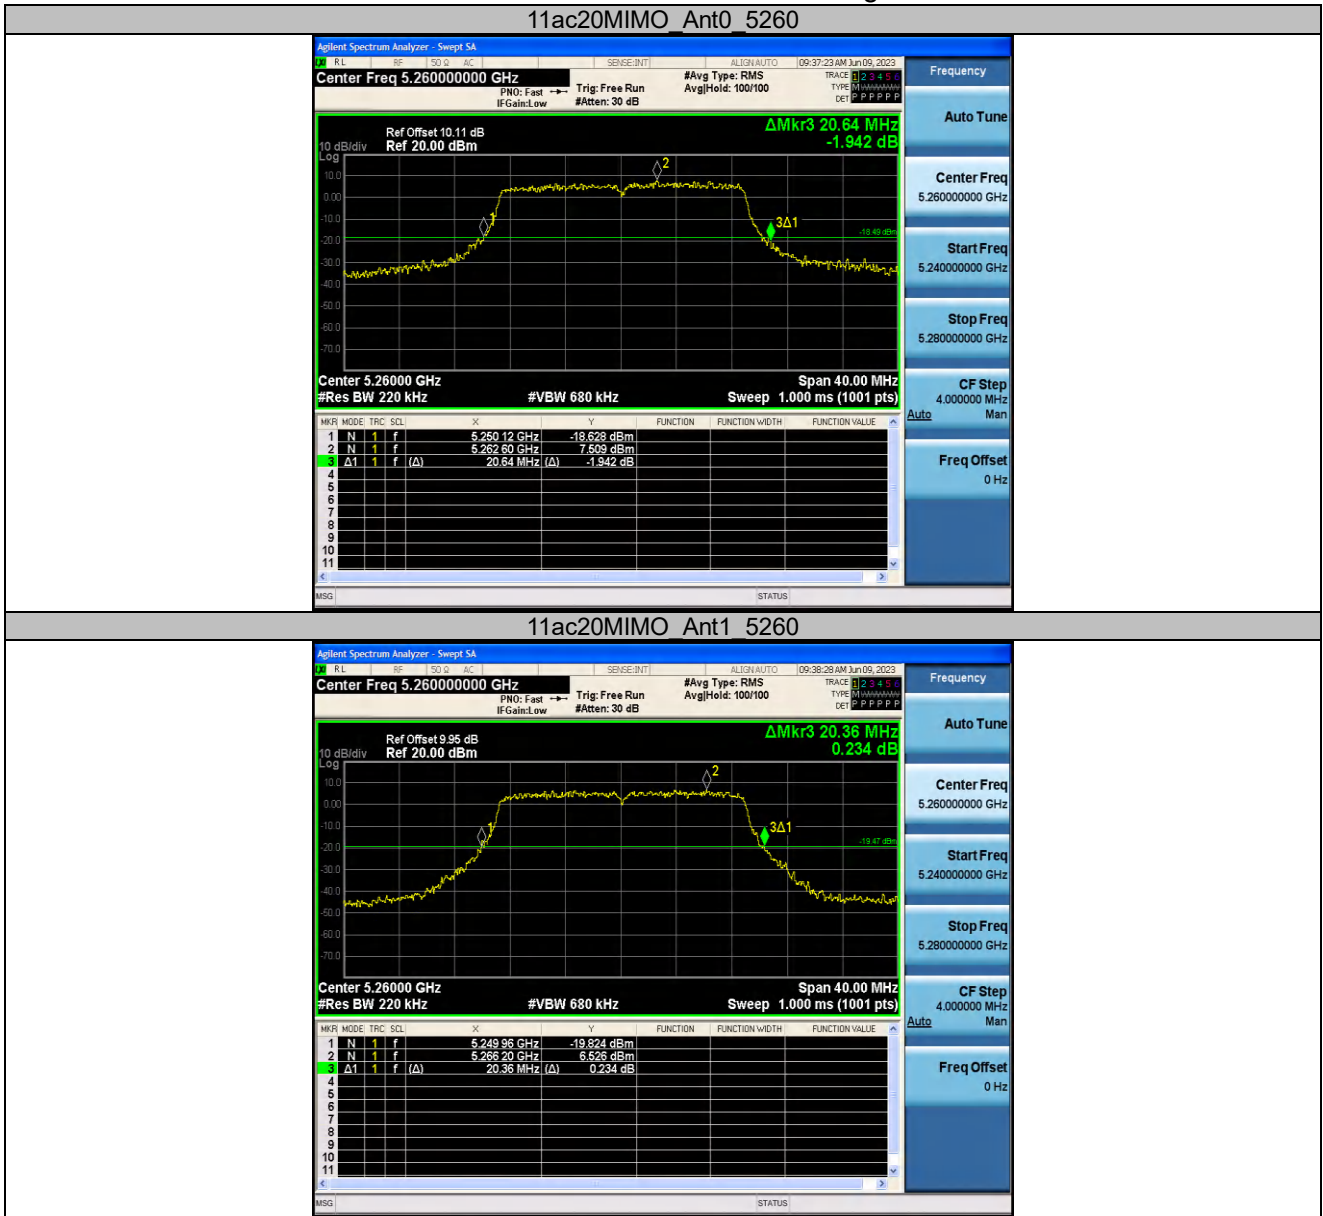 11ac20MIMO_Ant0_5260
Agilent Spectrum Analyzer - Swept SA
RL RF 50 Ω AC SENSE:INT ALIGN AUTO 09:37:23 AM Jun 09, 2023
Center Freq 5.260000000 GHz
PNO: Fast
IFGain:Low
Trig: Free Run
#Atten: 30 dB
#Avg Type: RMS
Avg|Hold: 100/100
TRACE 1 2 3 4 5 6
TYPE M
DET P P P P P P
Frequency
Auto Tune
Center Freq
5.260000000 GHz
Start Freq
5.240000000 GHz
Stop Freq
5.280000000 GHz
CF Step
4.000000 MHz
Auto Man
Freq Offset
0 Hz
ΔMkr3 20.64 MHz
-1.942 dB
Ref Offset 10.11 dB
10 dB/div Ref 20.00 dBm
Log
10.0
0.00
-10.0
-20.0
-30.0
-40.0
-50.0
-60.0
-70.0
1
2
3Δ1
-18.49 dBm
Center 5.26000 GHz Span 40.00 MHz
#Res BW 220 kHz #VBW 680 kHz Sweep 1.000 ms (1001 pts)
MKR MODE TRC SCL X Y FUNCTION FUNCTION WIDTH FUNCTION VALUE
1 N 1 f 5.250 12 GHz -18.628 dBm
2 N 1 f 5.262 60 GHz 7.509 dBm
3 Δ1 1 f (Δ) 20.64 MHz (Δ) -1.942 dB
4
5
6
7
8
9
10
11
MSG STATUS
11ac20MIMO_Ant1_5260
Agilent Spectrum Analyzer - Swept SA
RL RF 50 Ω AC SENSE:INT ALIGN AUTO 09:38:28 AM Jun 09, 2023
Center Freq 5.260000000 GHz
PNO: Fast
IFGain:Low
Trig: Free Run
#Atten: 30 dB
#Avg Type: RMS
Avg|Hold: 100/100
TRACE 1 2 3 4 5 6
TYPE M
DET P P P P P P
Frequency
Auto Tune
Center Freq
5.260000000 GHz
Start Freq
5.240000000 GHz
Stop Freq
5.280000000 GHz
CF Step
4.000000 MHz
Auto Man
Freq Offset
0 Hz
ΔMkr3 20.36 MHz
0.234 dB
Ref Offset 9.95 dB
10 dB/div Ref 20.00 dBm
Log
10.0
0.00
-10.0
-20.0
-30.0
-40.0
-50.0
-60.0
-70.0
1
2
3Δ1
-19.47 dBm
Center 5.26000 GHz Span 40.00 MHz
#Res BW 220 kHz #VBW 680 kHz Sweep 1.000 ms (1001 pts)
MKR MODE TRC SCL X Y FUNCTION FUNCTION WIDTH FUNCTION VALUE
1 N 1 f 5.249 96 GHz -19.824 dBm
2 N 1 f 5.266 20 GHz 6.526 dBm
3 Δ1 1 f (Δ) 20.36 MHz (Δ) 0.234 dB
4
5
6
7
8
9
10
11
MSG STATUS